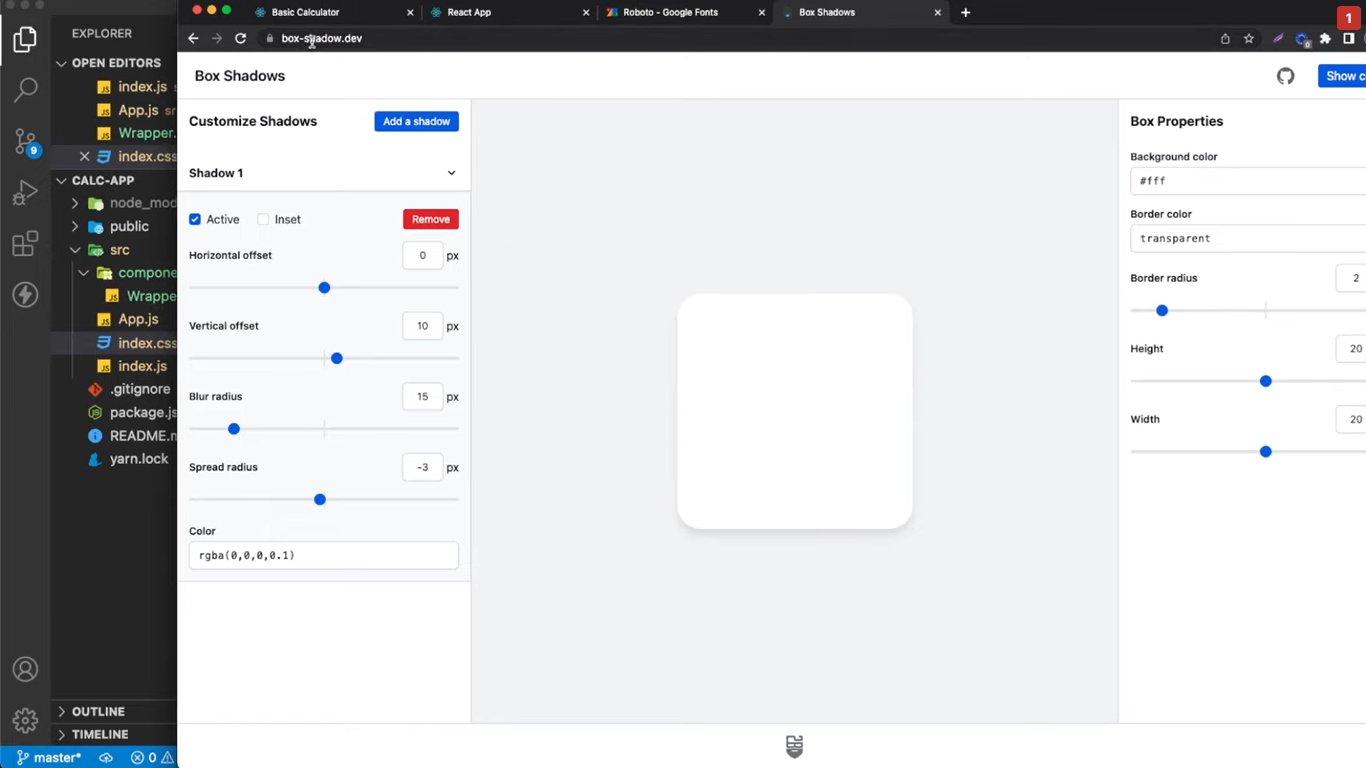 Basic Calculator
React App
Roboto - Google Fonts
Box Shadows
1
box-shadow.dev
0
EXPLORER
OPEN EDITORS
index.js
App.js
Wrapper.
index.css
CALC-APP
node_mod
public
src
compone
Wrappe
App.js
index.css
index.js
.gitignore
package.js
README.m
yarn.lock
9
OUTLINE
TIMELINE
master*
0
Box Shadows
Show c
Customize Shadows
Add a shadow
Shadow 1
Active
Inset
Remove
Horizontal offset
0 px
Vertical offset
10 px
Blur radius
15 px
Spread radius
-3 px
Color
rgba(0,0,0,0.1)
Box Properties
Background color
#fff
Border color
transparent
Border radius
2
Height
20
Width
20